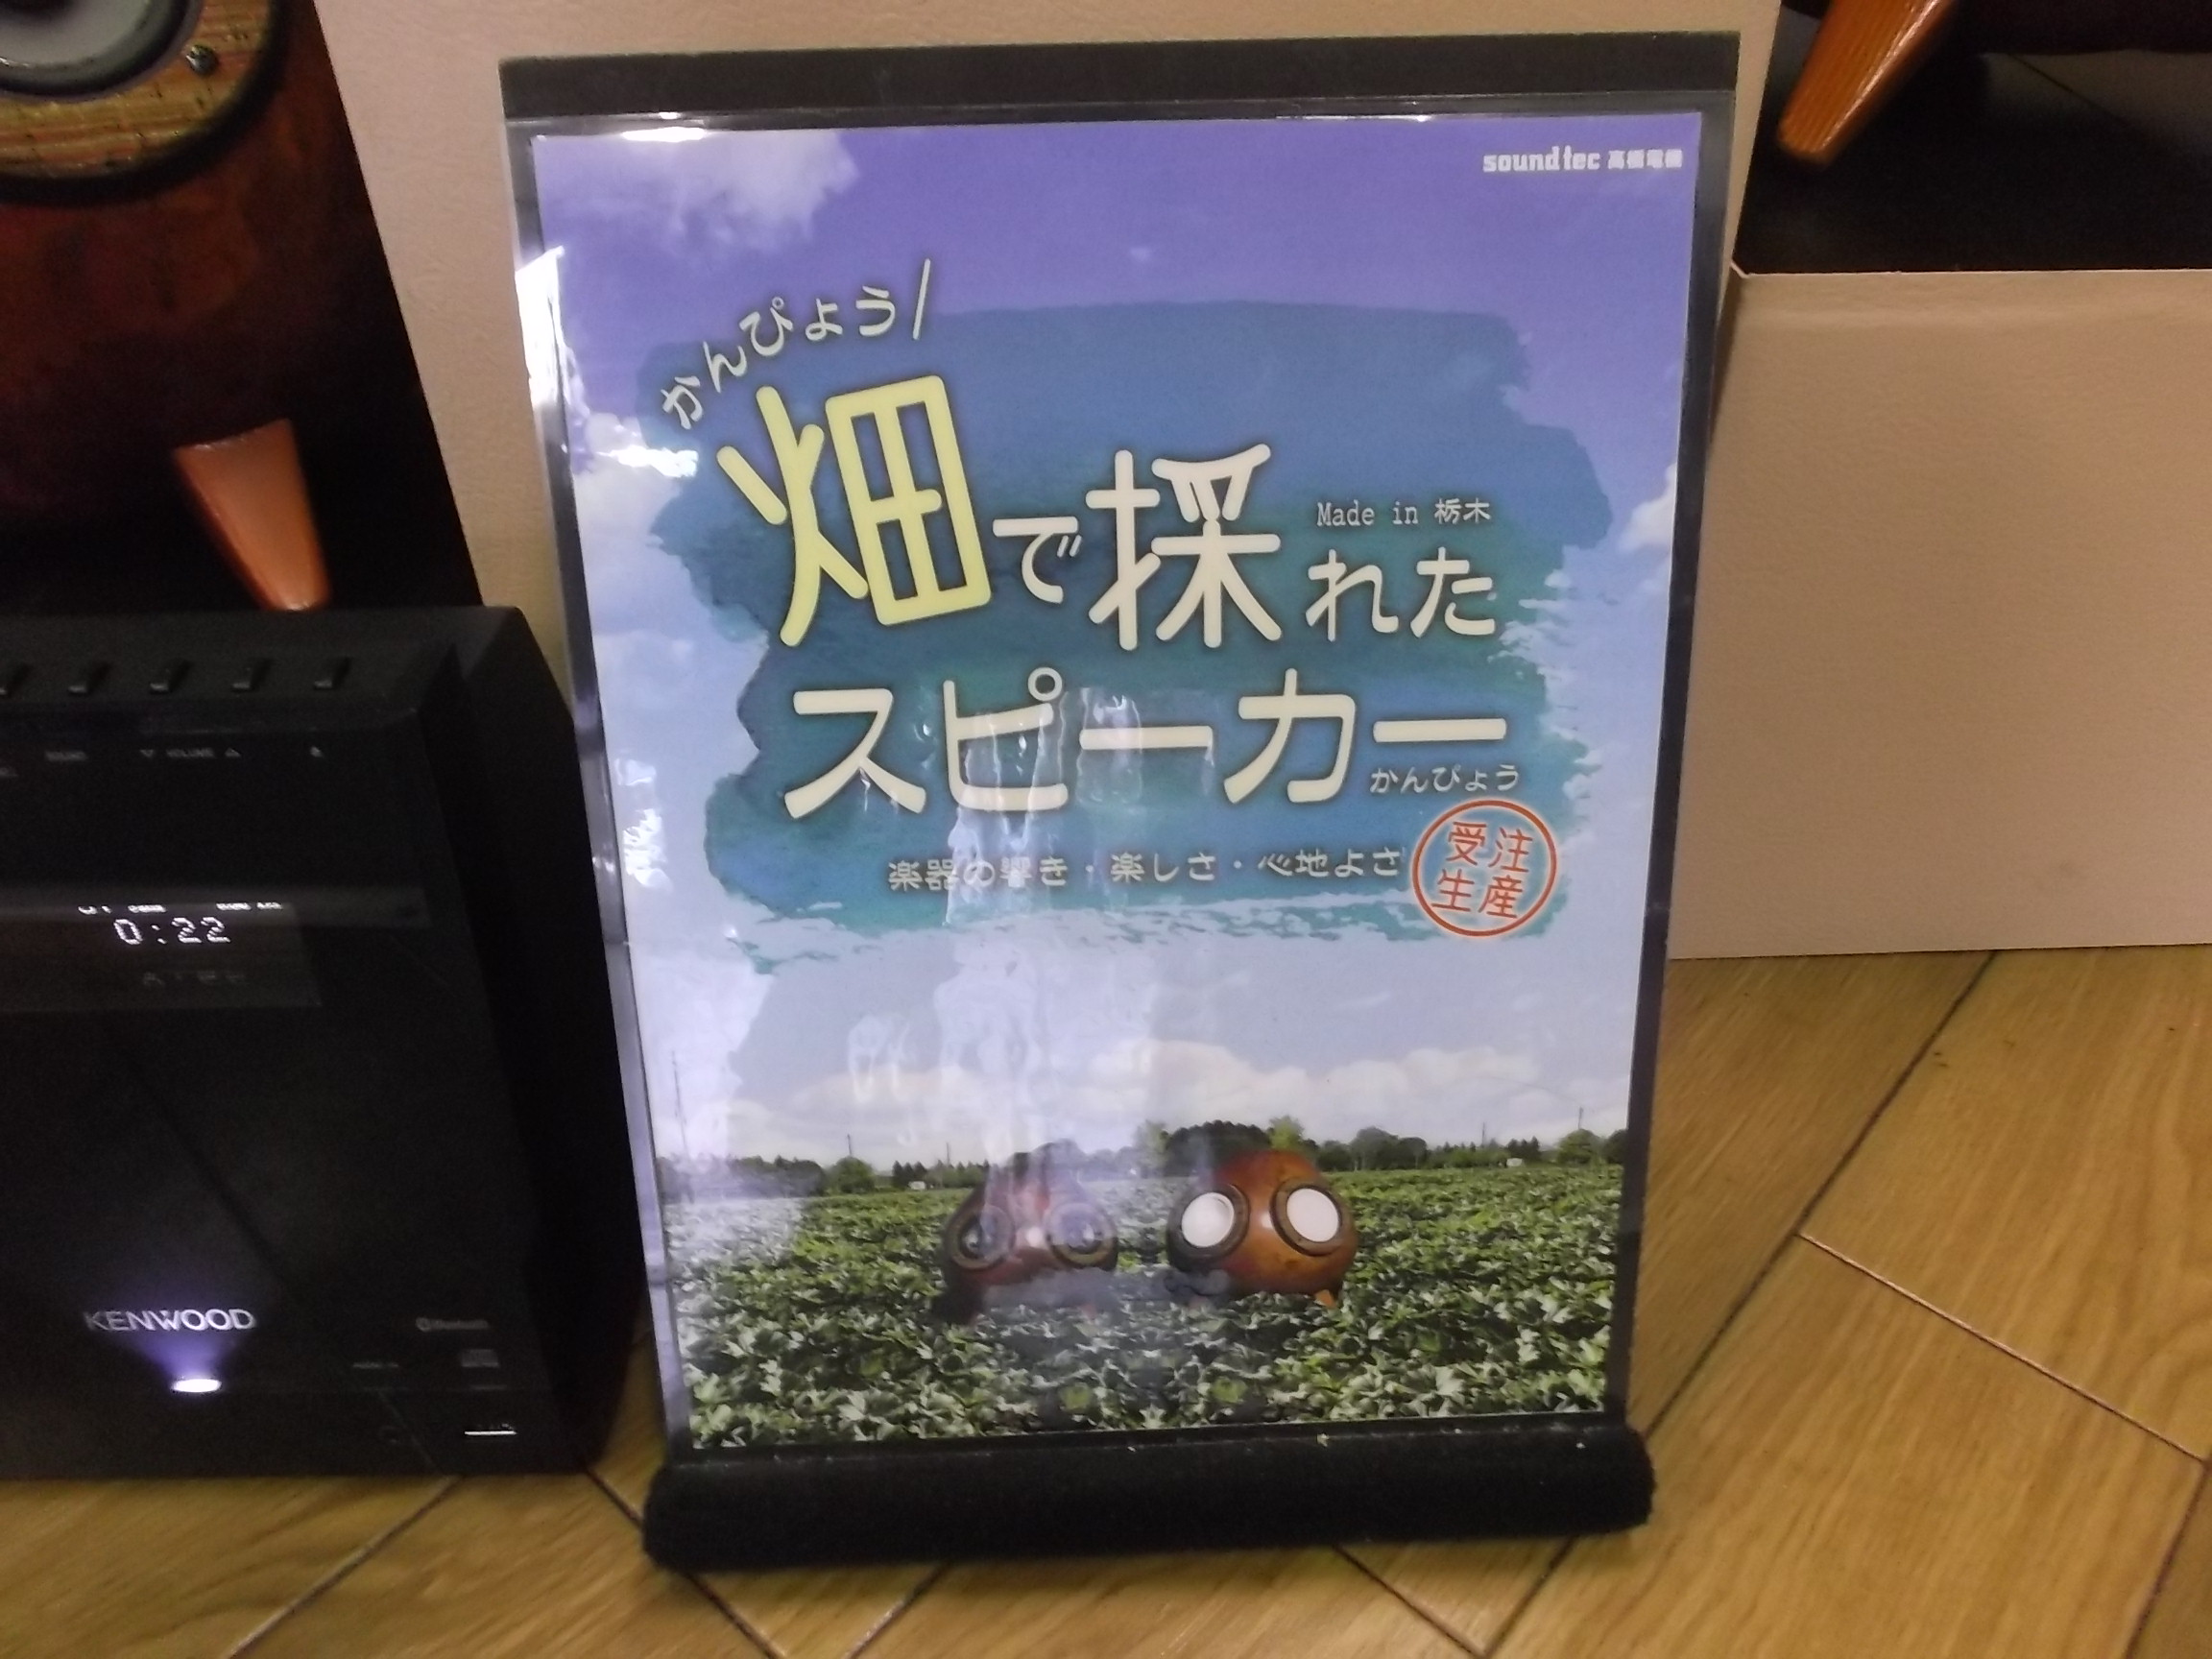 soundtec 高橋電機
かんぴょう
畑で採れた
Made in 栃木
スピーカー
かんぴょう
楽器の響き・楽しさ・心地よさ
受注
生産
VOLUME
0:22
KENWOOD
Bluetooth